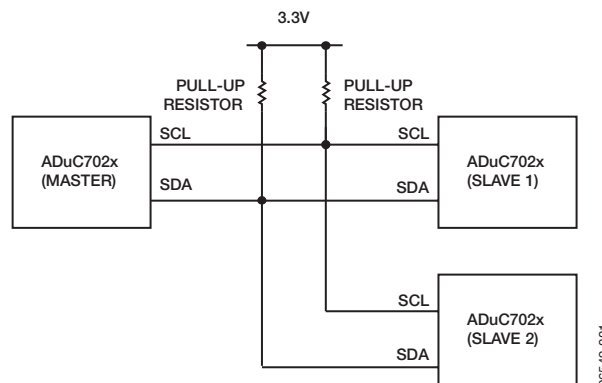 3.3V
PULL-UP
RESISTOR
PULL-UP
RESISTOR
SCL
SCL
ADuC702x
(MASTER)
ADuC702x
(SLAVE 1)
SDA
SDA
SCL
ADuC702x
(SLAVE 2)
SDA